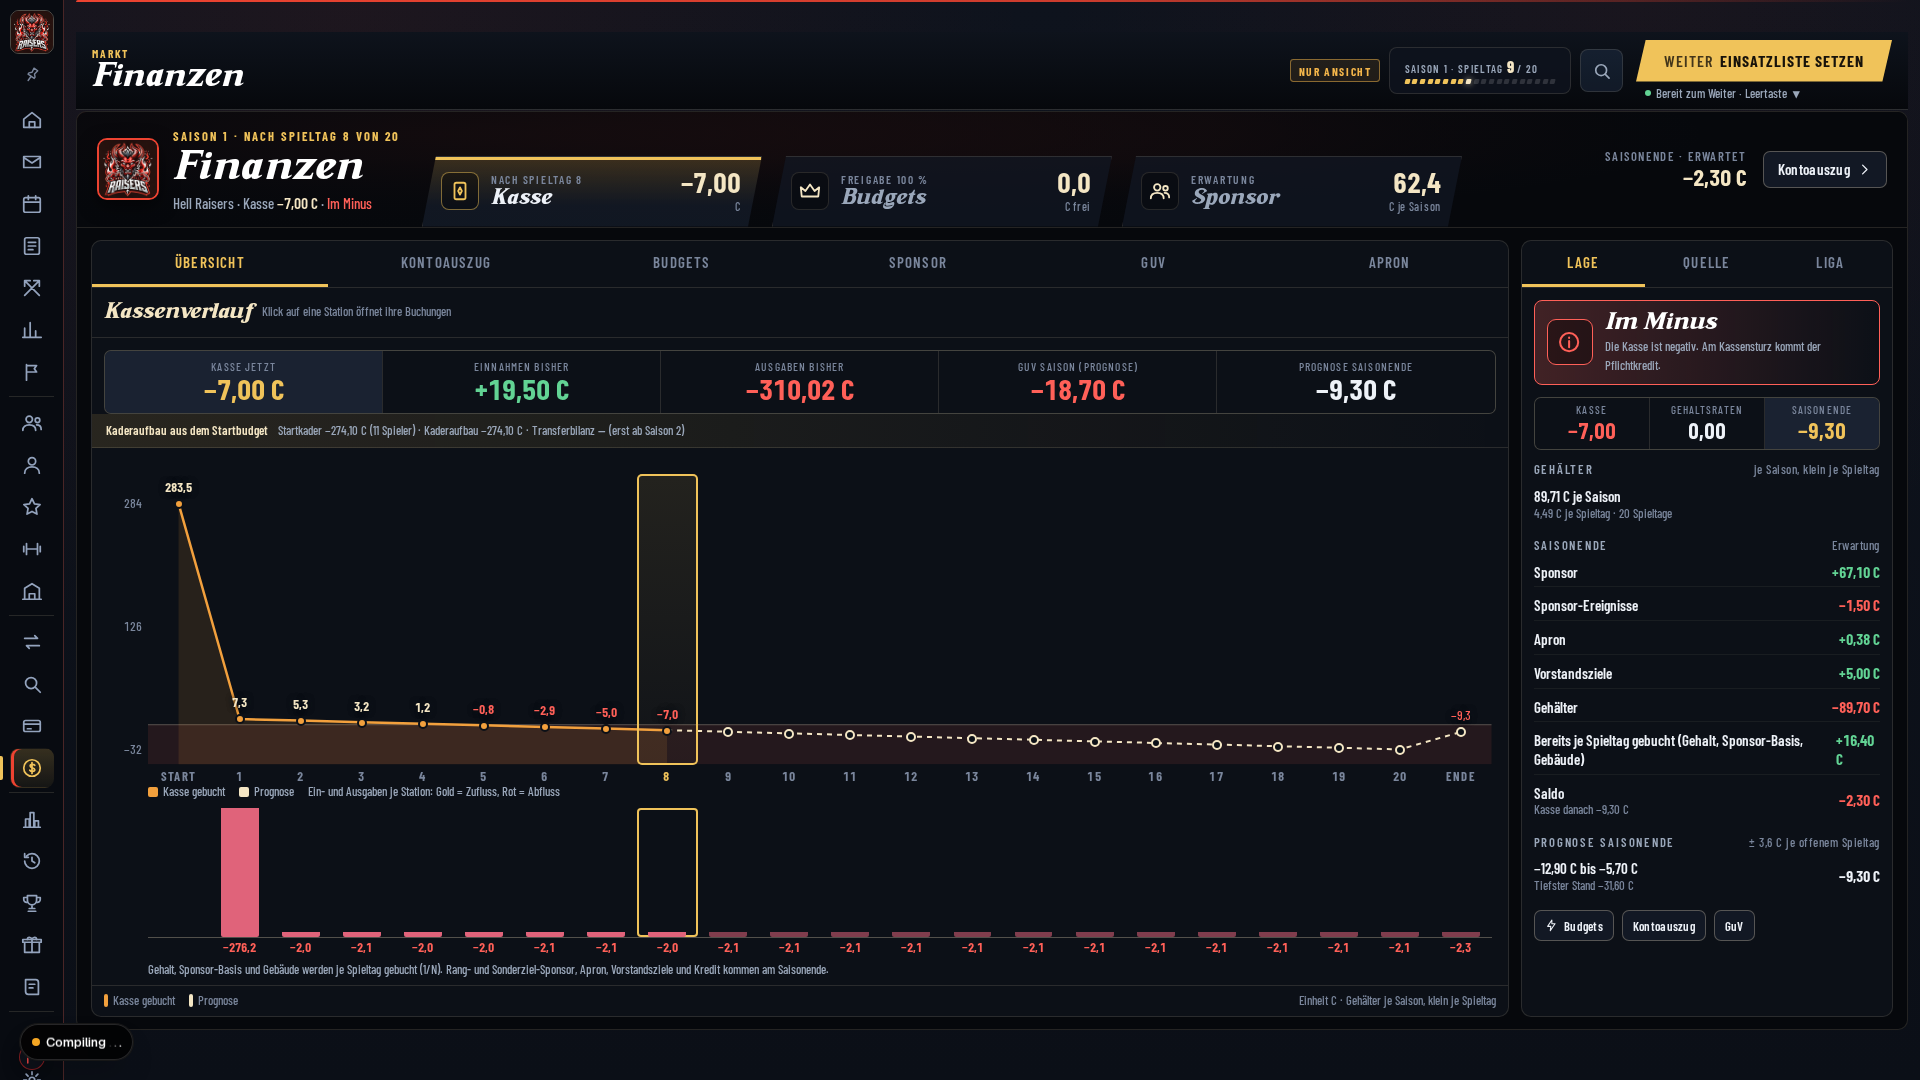 MARKT
Finanzen
NUR ANSICHT
SAISON 1 · SPIELTAG 9 / 20
WEITER EINSATZLISTE SETZEN
Bereit zum Weiter · Leertaste ▼
SAISON 1 · NACH SPIELTAG 8 VON 20
Finanzen
Hell Raisers · Kasse −7,00 C · Im Minus
RAISERS
NACH SPIELTAG 8
Kasse
−7,00
C
FREIGABE 100 %
Budgets
0,0
C frei
ERWARTUNG
Sponsor
62,4
C je Saison
SAISONENDE · ERWARTET
−2,30 C
Kontoauszug
ÜBERSICHT
KONTOAUSZUG
BUDGETS
SPONSOR
GUV
APRON
Kassenverlauf
Klick auf eine Station öffnet ihre Buchungen
KASSE JETZT
−7,00 C
EINNAHMEN BISHER
+19,50 C
AUSGABEN BISHER
−310,02 C
GUV SAISON (PROGNOSE)
−18,70 C
PROGNOSE SAISONENDE
−9,30 C
Kaderaufbau aus dem Startbudget Startkader −274,10 C (11 Spieler) · Kaderaufbau −274,10 C · Transferbilanz — (erst ab Saison 2)
284
126
−32
283,5
7,3
5,3
3,2
1,2
−0,8
−2,9
−5,0
−7,0
−9,3
START 1 2 3 4 5 6 7 8 9 10 11 12 13 14 15 16 17 18 19 20 ENDE
Kasse gebucht Prognose Ein- und Ausgaben je Station: Gold = Zufluss, Rot = Abfluss
−276,2 −2,0 −2,1 −2,0 −2,0 −2,1 −2,1 −2,0 −2,1 −2,1 −2,1 −2,1 −2,1 −2,1 −2,1 −2,1 −2,1 −2,1 −2,1 −2,1 −2,3
Gehalt, Sponsor-Basis und Gebäude werden je Spieltag gebucht (1/N). Rang- und Sonderziel-Sponsor, Apron, Vorstandsziele und Kredit kommen am Saisonende.
Kasse gebucht Prognose
Einheit C · Gehälter je Saison, klein je Spieltag
LAGE
QUELLE
LIGA
Im Minus
Die Kasse ist negativ. Am Kassensturz kommt der
Pflichtkredit.
KASSE
−7,00
GEHALTSRATEN
0,00
SAISONENDE
−9,30
GEHÄLTER
je Saison, klein je Spieltag
89,71 C je Saison
4,49 C je Spieltag · 20 Spieltage
SAISONENDE
Erwartung
Sponsor +67,10 C
Sponsor-Ereignisse −1,50 C
Apron +0,38 C
Vorstandsziele +5,00 C
Gehälter −89,70 C
Bereits je Spieltag gebucht (Gehalt, Sponsor-Basis, +16,40
Gebäude) C
Saldo −2,30 C
Kasse danach −9,30 C
PROGNOSE SAISONENDE
± 3,6 C je offenem Spieltag
−12,90 C bis −5,70 C
−9,30 C
Tiefster Stand −31,60 C
Budgets
Kontoauszug
GuV
Compiling ..